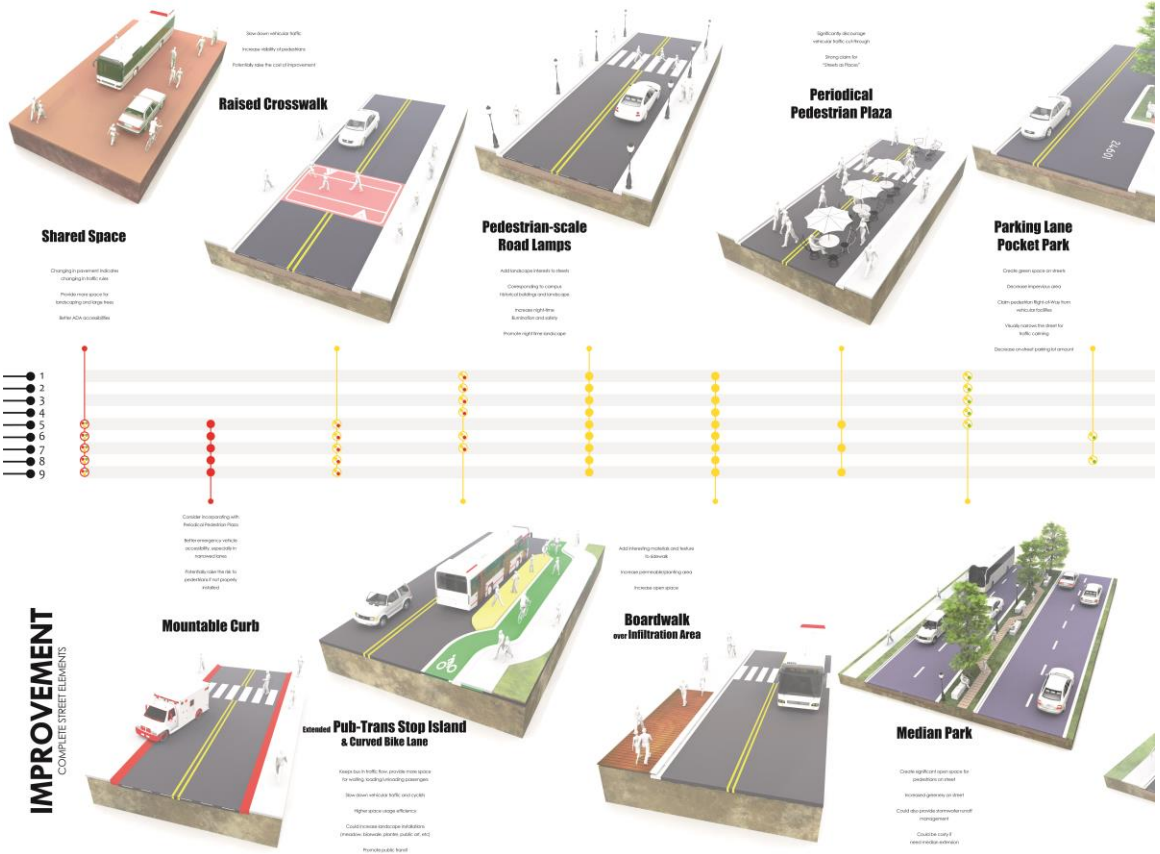 Slow down vehicular traffic
Increase visibility of pedestrians
Potentially raise the cost of improvement
Raised Crosswalk
Significantly discourage
vehicular traffic cut through
Strong claim for
"Streets as Places"
Periodical
Pedestrian Plaza
Shared Space
Changing in pavement indicates
changing in traffic rules
Provide more space for
landscaping and large trees
Better ADA accessibilities
Pedestrian-scale
Road Lamps
Add landscape interests to streets
Corresponding to campus
historical buildings and landscape
Increase night-time
illumination and safety
Promote night time landscape
Parking Lane
Pocket Park
Create green space on streets
Decrease impervious area
Claim pedestrian Right-of-Way from
vehicular facilities
Visually narrows the street for
traffic calming
Decrease on-street parking lot amount
1
2
3
4
5
6
7
8
9
Consider incorporating with
Periodical Pedestrian Plaza
Better emergency vehicle
accessibility, especially in
narrowed lanes
Potentially raise the risk to
pedestrians if not properly
installed
Mountable Curb
Extended Pub-Trans Stop Island
& Curved Bike Lane
Keeps bus in traffic flow, provide more space
for waiting, loading/unloading passengers
Slow down vehicular traffic and cyclists
Higher space usage efficiency
Could increase landscape installations
(meadow, bioswale, planter, public art, etc)
Promote public transit
Add interesting materials and texture
to sidewalk
Increase permeable/planting area
Increase open space
Boardwalk
over Infiltration Area
Median Park
Create significant open space for
pedestrians on street
Increased greenery on street
Could also provide stormwater runoff
management
Could be costly if
need median extension
IMPROVEMENT
COMPLETE STREET ELEMENTS